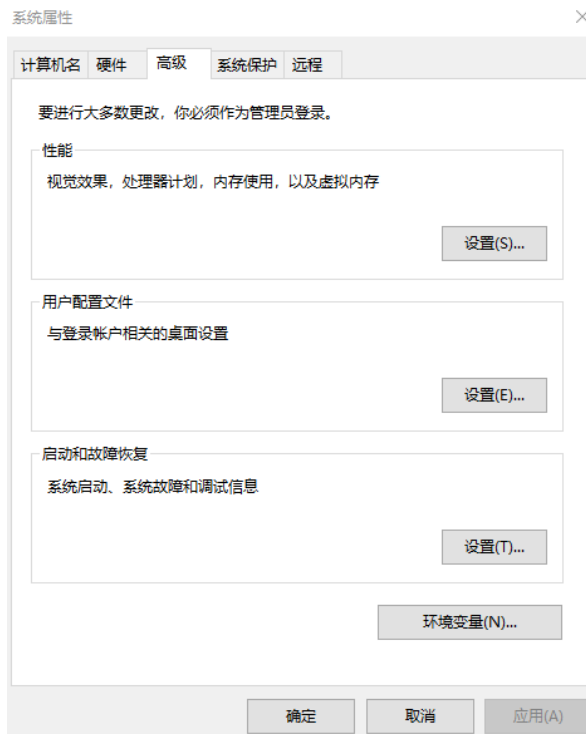 系统属性
计算机名 硬件 高级 系统保护 远程
要进行大多数更改，你必须作为管理员登录。
性能
视觉效果，处理器计划，内存使用，以及虚拟内存
设置(S)...
用户配置文件
与登录帐户相关的桌面设置
设置(E)...
启动和故障恢复
系统启动、系统故障和调试信息
设置(T)...
环境变量(N)...
确定 取消 应用(A)